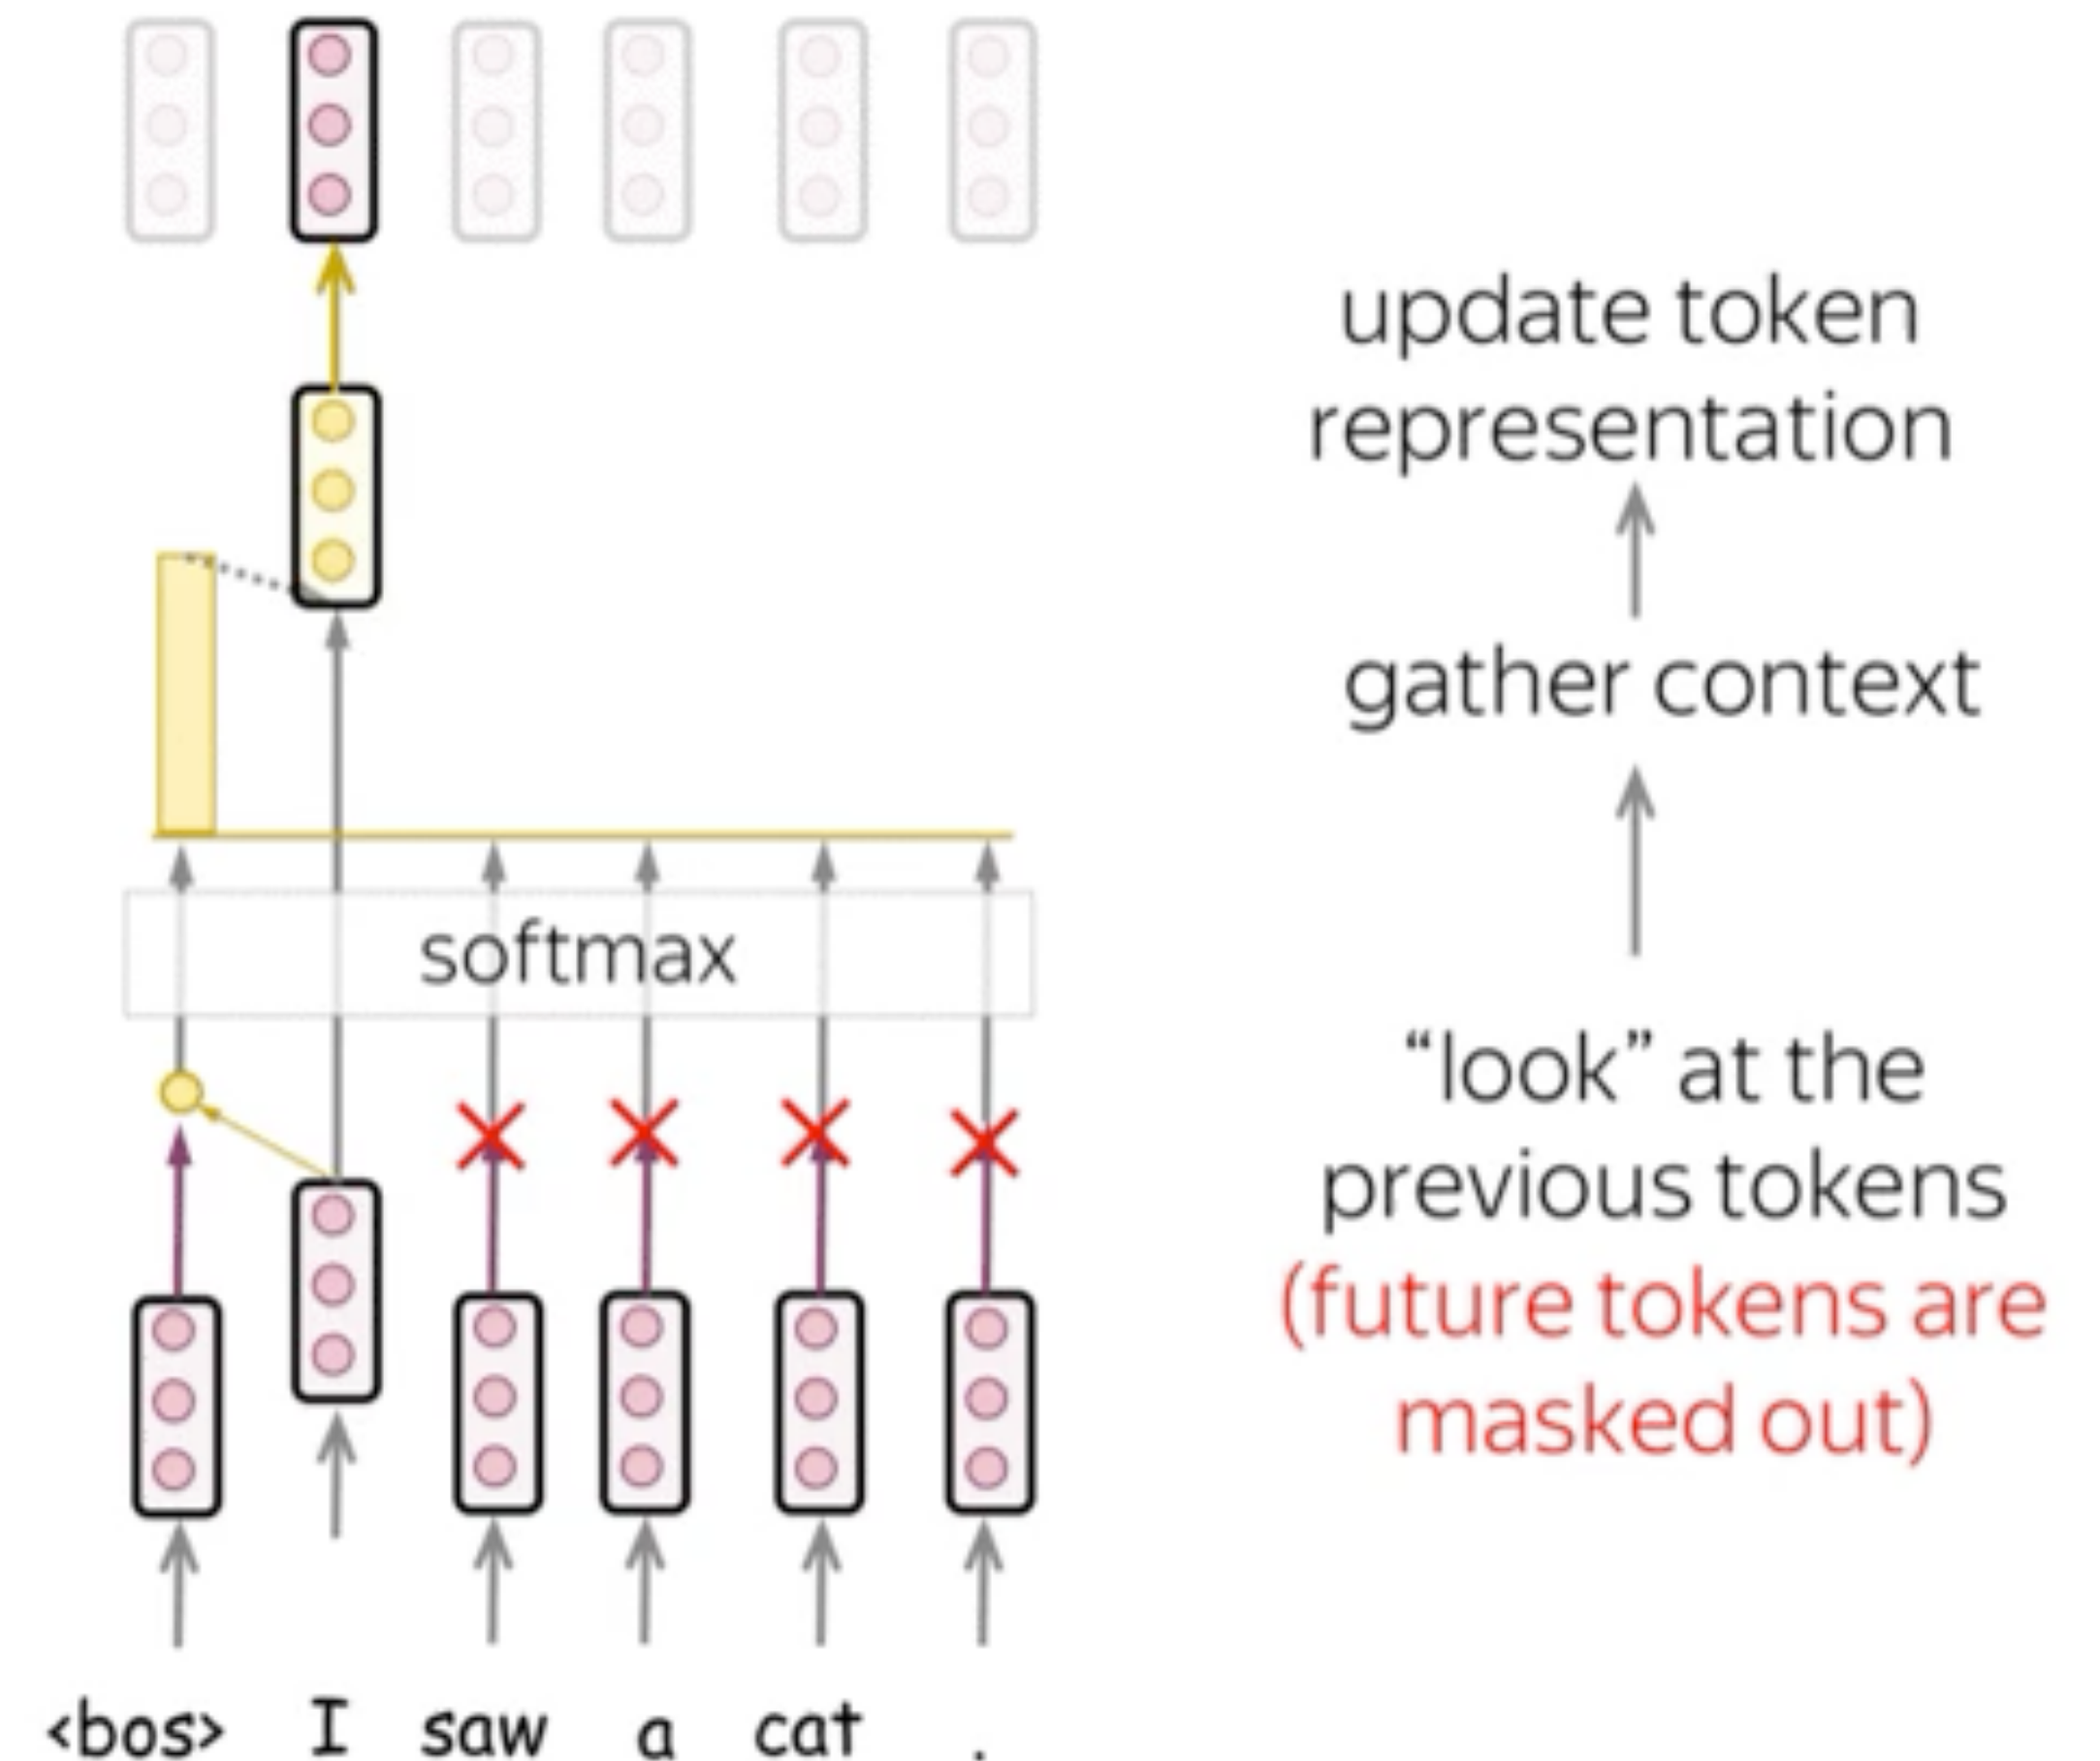 softmax
<bos> I saw a cat .
update token
representation
gather context
“look” at the
previous tokens
(future tokens are
masked out)